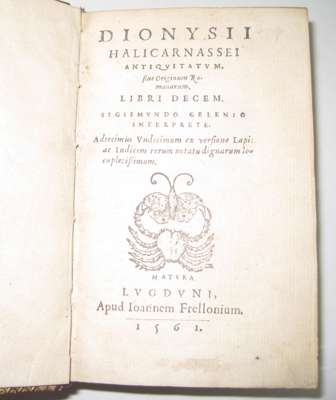 DIONYSII
HALICARNASSEI
ANTIQVITATVM,
siue Originum Ro-
manarum,
LIBRI DECEM.
SIGISMVNDO GELENIO
INTERPRETE.
Adiecimus Vndecimum ex versione Lapi:
ac Indicem rerum notatu dignarum lo-
cupletissimum.
MATVRA
LVGDVNI,
Apud Ioannem Frellonium.
1561.